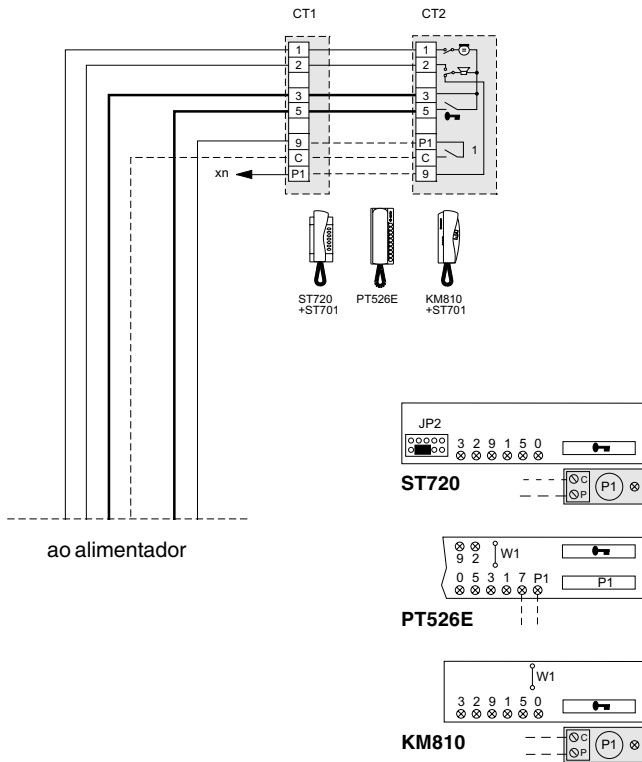 CT1 CT2
1 1
2 2
3 3
5 5
9 P1 1
C C
xn P1 9
ST720 PT526E KM810
+ST701 +ST701
JP2
3 2 9 1 5 0
ST720
C
P
P1
ao alimentador
9 2 W1
0 5 3 1 7 P1 P1
PT526E
W1
3 2 9 1 5 0
KM810
C
P
P1